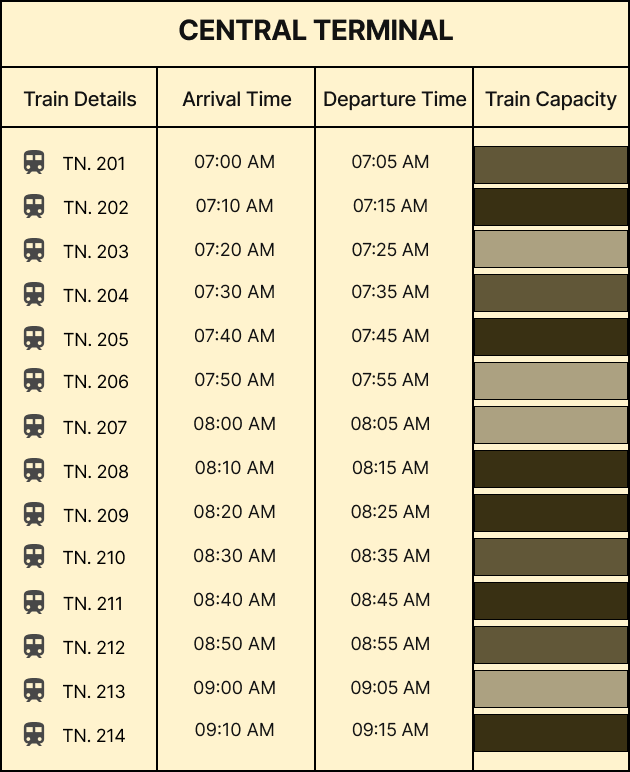 CENTRAL TERMINAL
Train Details Arrival Time Departure Time Train Capacity
TN. 201 07:00 AM 07:05 AM
TN. 202 07:10 AM 07:15 AM
TN. 203 07:20 AM 07:25 AM
TN. 204 07:30 AM 07:35 AM
TN. 205 07:40 AM 07:45 AM
TN. 206 07:50 AM 07:55 AM
TN. 207 08:00 AM 08:05 AM
TN. 208 08:10 AM 08:15 AM
TN. 209 08:20 AM 08:25 AM
TN. 210 08:30 AM 08:35 AM
TN. 211 08:40 AM 08:45 AM
TN. 212 08:50 AM 08:55 AM
TN. 213 09:00 AM 09:05 AM
TN. 214 09:10 AM 09:15 AM